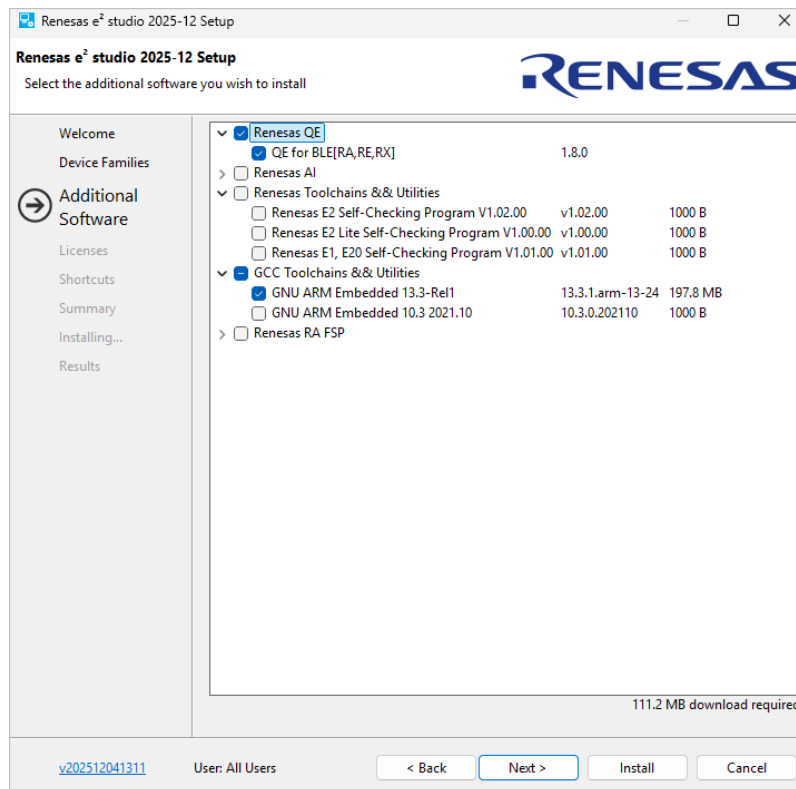 Renesas e² studio 2025-12 Setup
Renesas e² studio 2025-12 Setup
Select the additional software you wish to install
RENESAS
Welcome
Device Families
Additional
Software
Licenses
Shortcuts
Summary
Installing...
Results
Renesas QE
QE for BLE[RA,RE,RX] 1.8.0
Renesas AI
Renesas Toolchains && Utilities
Renesas E2 Self-Checking Program V1.02.00 v1.02.00 1000 B
Renesas E2 Lite Self-Checking Program V1.00.00 v1.00.00 1000 B
Renesas E1, E20 Self-Checking Program V1.01.00 v1.01.00 1000 B
GCC Toolchains && Utilities
GNU ARM Embedded 13.3-Rel1 13.3.1.arm-13-24 197.8 MB
GNU ARM Embedded 10.3 2021.10 10.3.0.202110 1000 B
Renesas RA FSP
111.2 MB download required
v202512041311 User: All Users < Back Next > Install Cancel